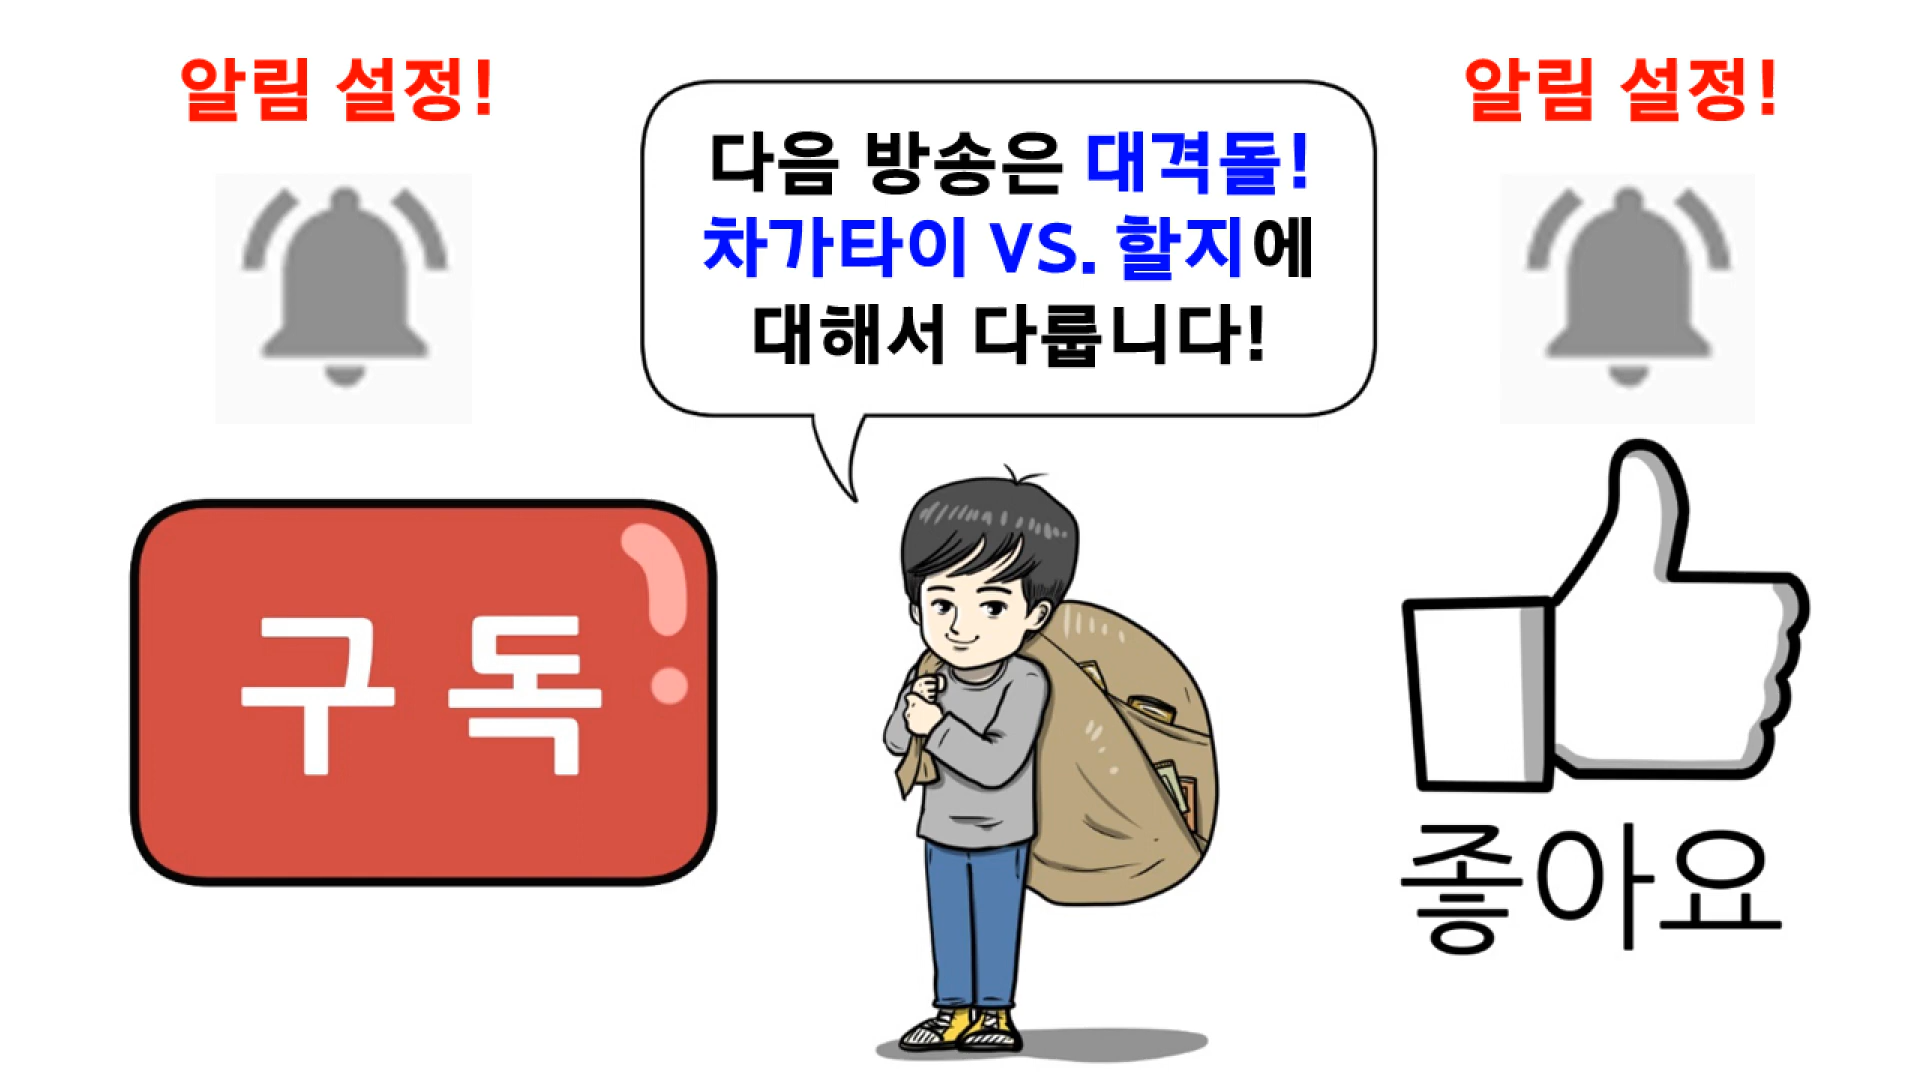 알림 설정!
알림 설정!
다음 방송은 대격돌!
차가타이 VS. 할지에
대해서 다룹니다!
구독
좋아요